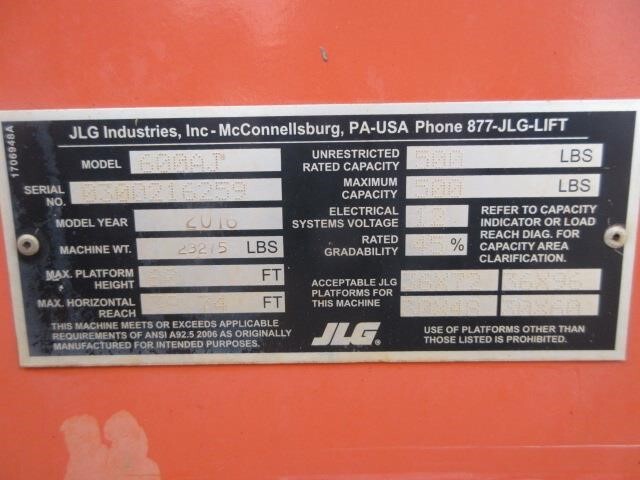 1706948A
JLG Industries, Inc - McConnellsburg, PA-USA Phone 877-JLG-LIFT
MODEL 600AJ
SERIAL NO. 0300216259
MODEL YEAR 2016
MACHINE WT. 23275 LBS
MAX. PLATFORM HEIGHT FT
MAX. HORIZONTAL REACH FT
THIS MACHINE MEETS OR EXCEEDS APPLICABLE
REQUIREMENTS OF ANSI A92.5 2006 AS ORIGINALLY
MANUFACTURED FOR INTENDED PURPOSES.
UNRESTRICTED RATED CAPACITY 500 LBS
MAXIMUM CAPACITY 500 LBS
ELECTRICAL SYSTEMS VOLTAGE 12
RATED GRADABILITY 45 %
REFER TO CAPACITY
INDICATOR OR LOAD
REACH DIAG. FOR
CAPACITY AREA
CLARIFICATION.
ACCEPTABLE JLG
PLATFORMS FOR
THIS MACHINE
JLG®
USE OF PLATFORMS OTHER THAN
THOSE LISTED IS PROHIBITED.